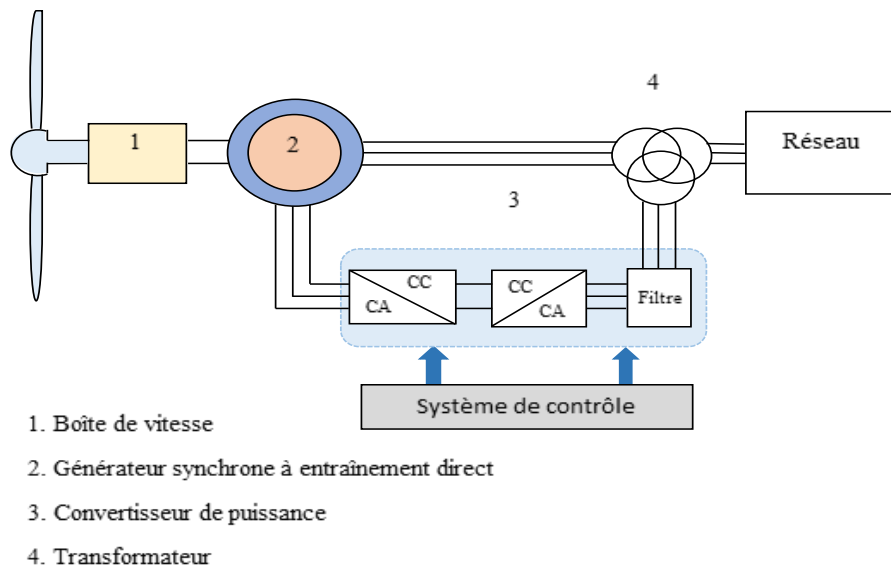 4
1
2
Réseau
3
CC
CA
CC
CA
Filtre
Système de contrôle
1. Boîte de vitesse
2. Générateur synchrone à entraînement direct
3. Convertisseur de puissance
4. Transformateur